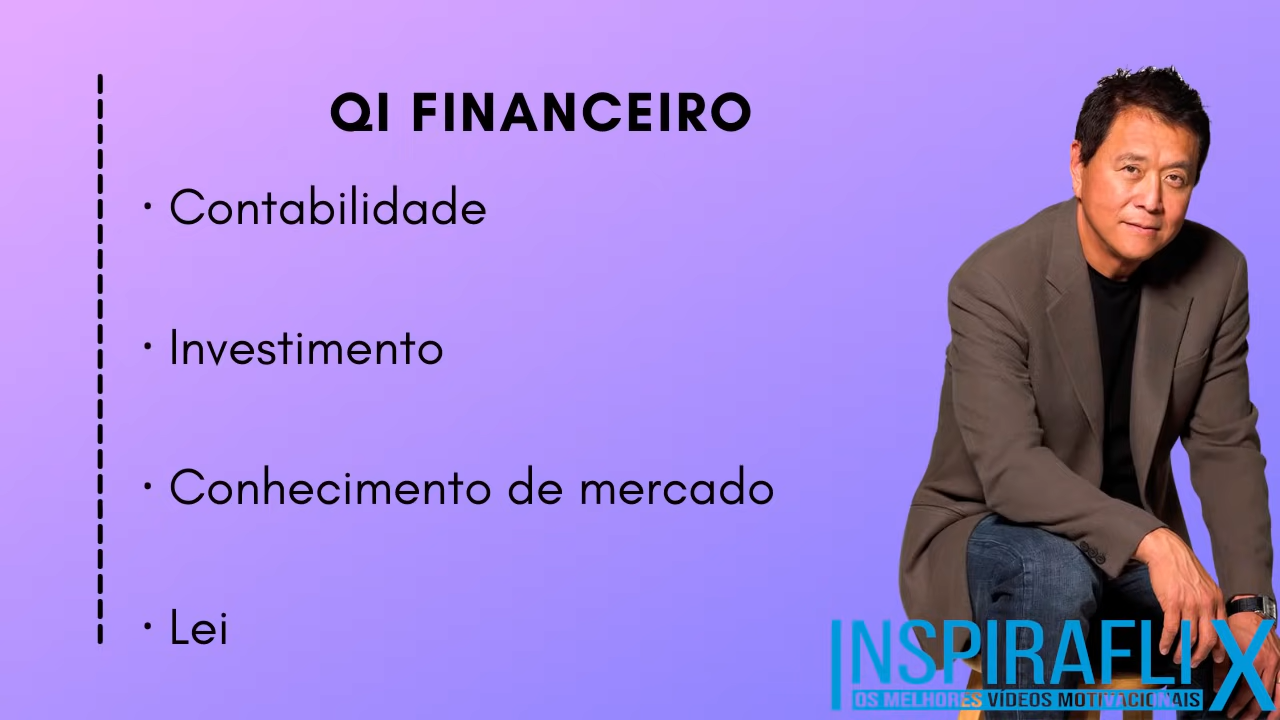 QI FINANCEIRO
· Contabilidade
· Investimento
· Conhecimento de mercado
· Lei
INSPIRAFLIX
OS MELHORES VÍDEOS MOTIVACIONAIS